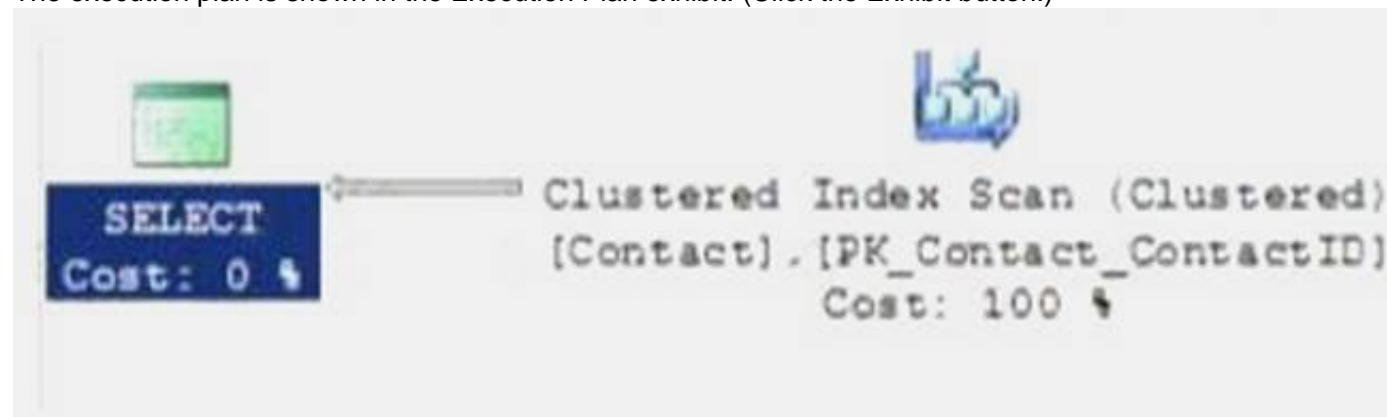 The execution plan is shown in the Execution Plan exhibit. (Click the Exhibit button.)
SELECT
Cost: 0 %
Clustered Index Scan (Clustered)
[Contact].[PK_Contact_ContactID]
Cost: 100 %